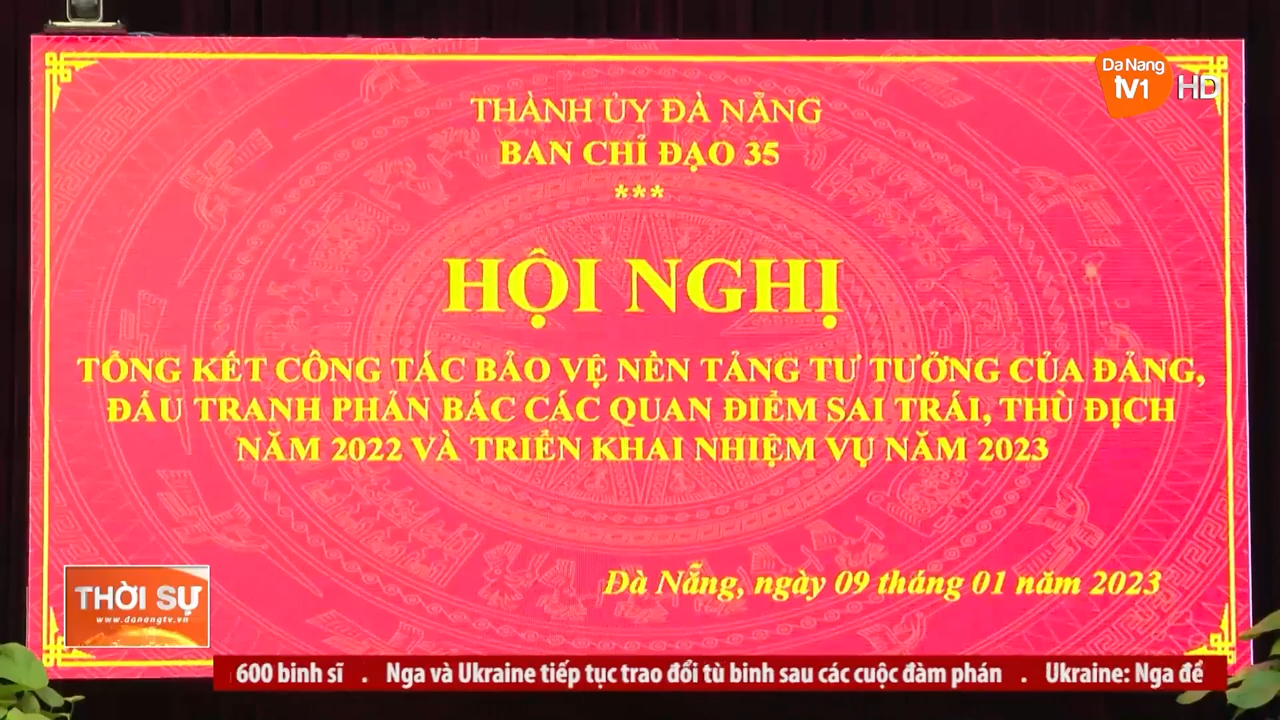 Da Nang
tv1 HD
THÀNH ỦY ĐÀ NẴNG
BAN CHỈ ĐẠO 35
***
HỘI NGHỊ
TỔNG KẾT CÔNG TÁC BẢO VỆ NỀN TẢNG TƯ TƯỞNG CỦA ĐẢNG,
ĐẤU TRANH PHẢN BÁC CÁC QUAN ĐIỂM SAI TRÁI, THÙ ĐỊCH
NĂM 2022 VÀ TRIỂN KHAI NHIỆM VỤ NĂM 2023
Đà Nẵng, ngày 09 tháng 01 năm 2023
THỜI SỰ
www.danangtv.vn
600 binh sĩ . Nga và Ukraine tiếp tục trao đổi tù binh sau các cuộc đàm phán . Ukraine: Nga để